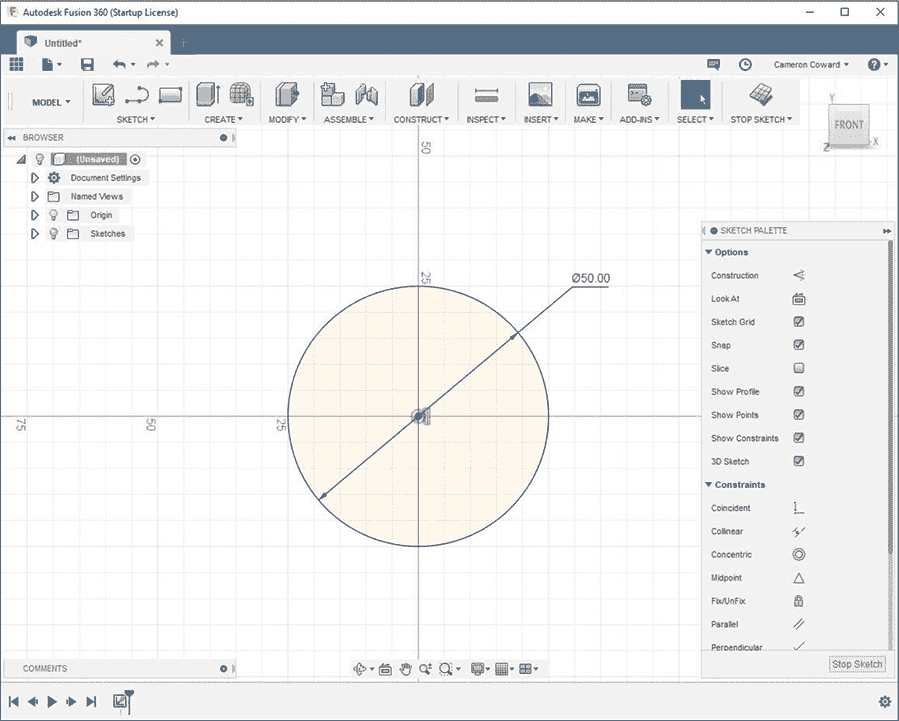 Autodesk Fusion 360 (Startup License)
Untitled*
Cameron Coward
MODEL
SKETCH
CREATE
MODIFY
ASSEMBLE
CONSTRUCT
INSPECT
INSERT
MAKE
ADD-INS
SELECT
STOP SKETCH
Y
FRONT
Z
X
BROWSER
(Unsaved)
Document Settings
Named Views
Origin
Sketches
50
25
Ø50.00
75
50
25
SKETCH PALETTE
Options
Construction
Look At
Sketch Grid
Snap
Slice
Show Profile
Show Points
Show Constraints
3D Sketch
Constraints
Coincident
Collinear
Concentric
Midpoint
Fix/UnFix
Parallel
Perpendicular
Stop Sketch
COMMENTS